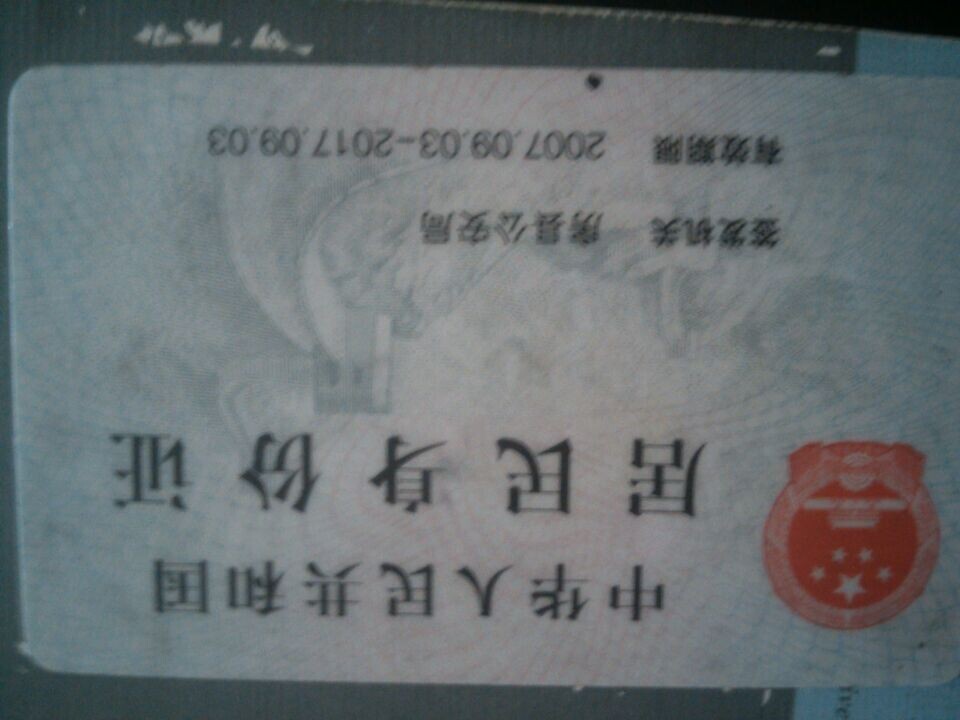 中华人民共和国
居民身份证
签发机关 房县公安局
有效期限 2007.09.03-2017.09.03